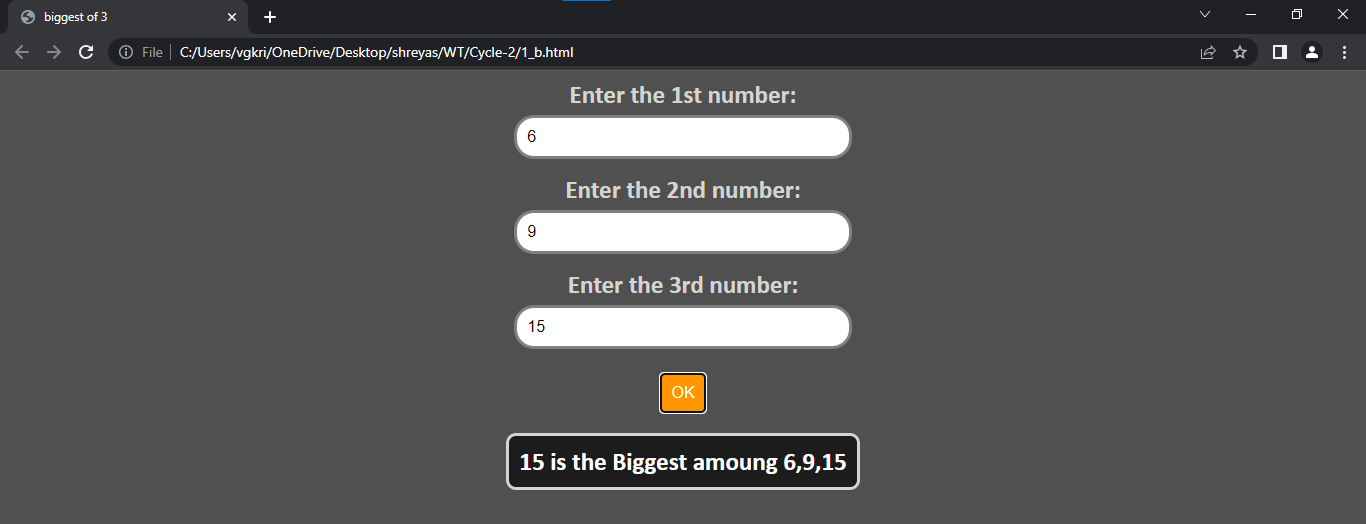 biggest of 3
File C:/Users/vgkri/OneDrive/Desktop/shreyas/WT/Cycle-2/1_b.html
Enter the 1st number:
6
Enter the 2nd number:
9
Enter the 3rd number:
15
OK
15 is the Biggest amoung 6,9,15